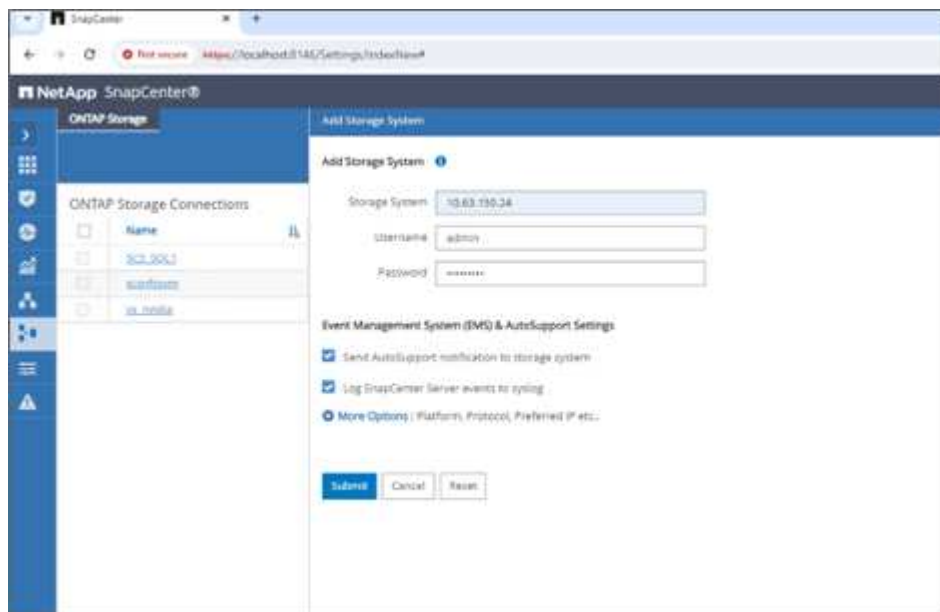 SnapCenter
Not secure https://localhost:8146/Settings/IndexNew#
NetApp SnapCenter®
ONTAP Storage
Add Storage System
Add Storage System
ONTAP Storage Connections
Name
Storage System 10.63.150.24
Username admin
Password
Event Management System (EMS) & AutoSupport Settings
Send AutoSupport notification to storage system
Log SnapCenter Server events to syslog
More Options : Platform, Protocol, Preferred IP etc..
Submit Cancel Reset